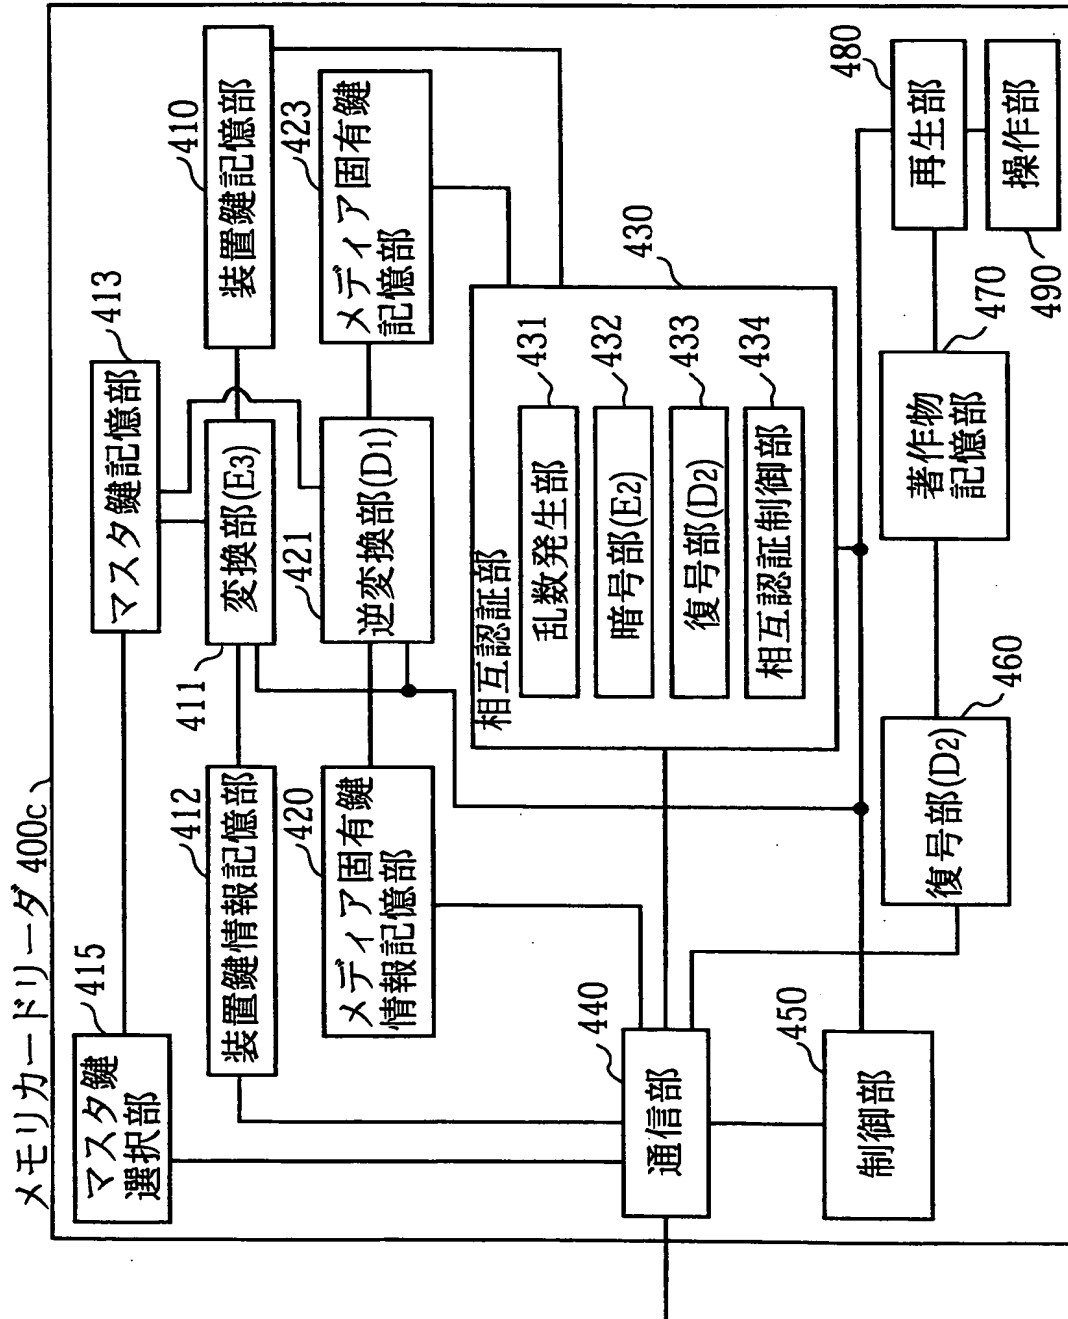 メモリカードリーダ 400c
マスタ鍵
選択部
415
マスタ鍵記憶部
413
装置鍵情報記憶部
412
変換部(E3)
411
装置鍵記憶部
410
メディア固有鍵
情報記憶部
420
逆変換部(D1)
421
メディア固有鍵
記憶部
423
相互認証部
430
乱数発生部
431
暗号部(E2)
432
復号部(D2)
433
相互認証制御部
434
通信部
440
制御部
450
復号部(D2)
460
著作物
記憶部
470
再生部
480
操作部
490